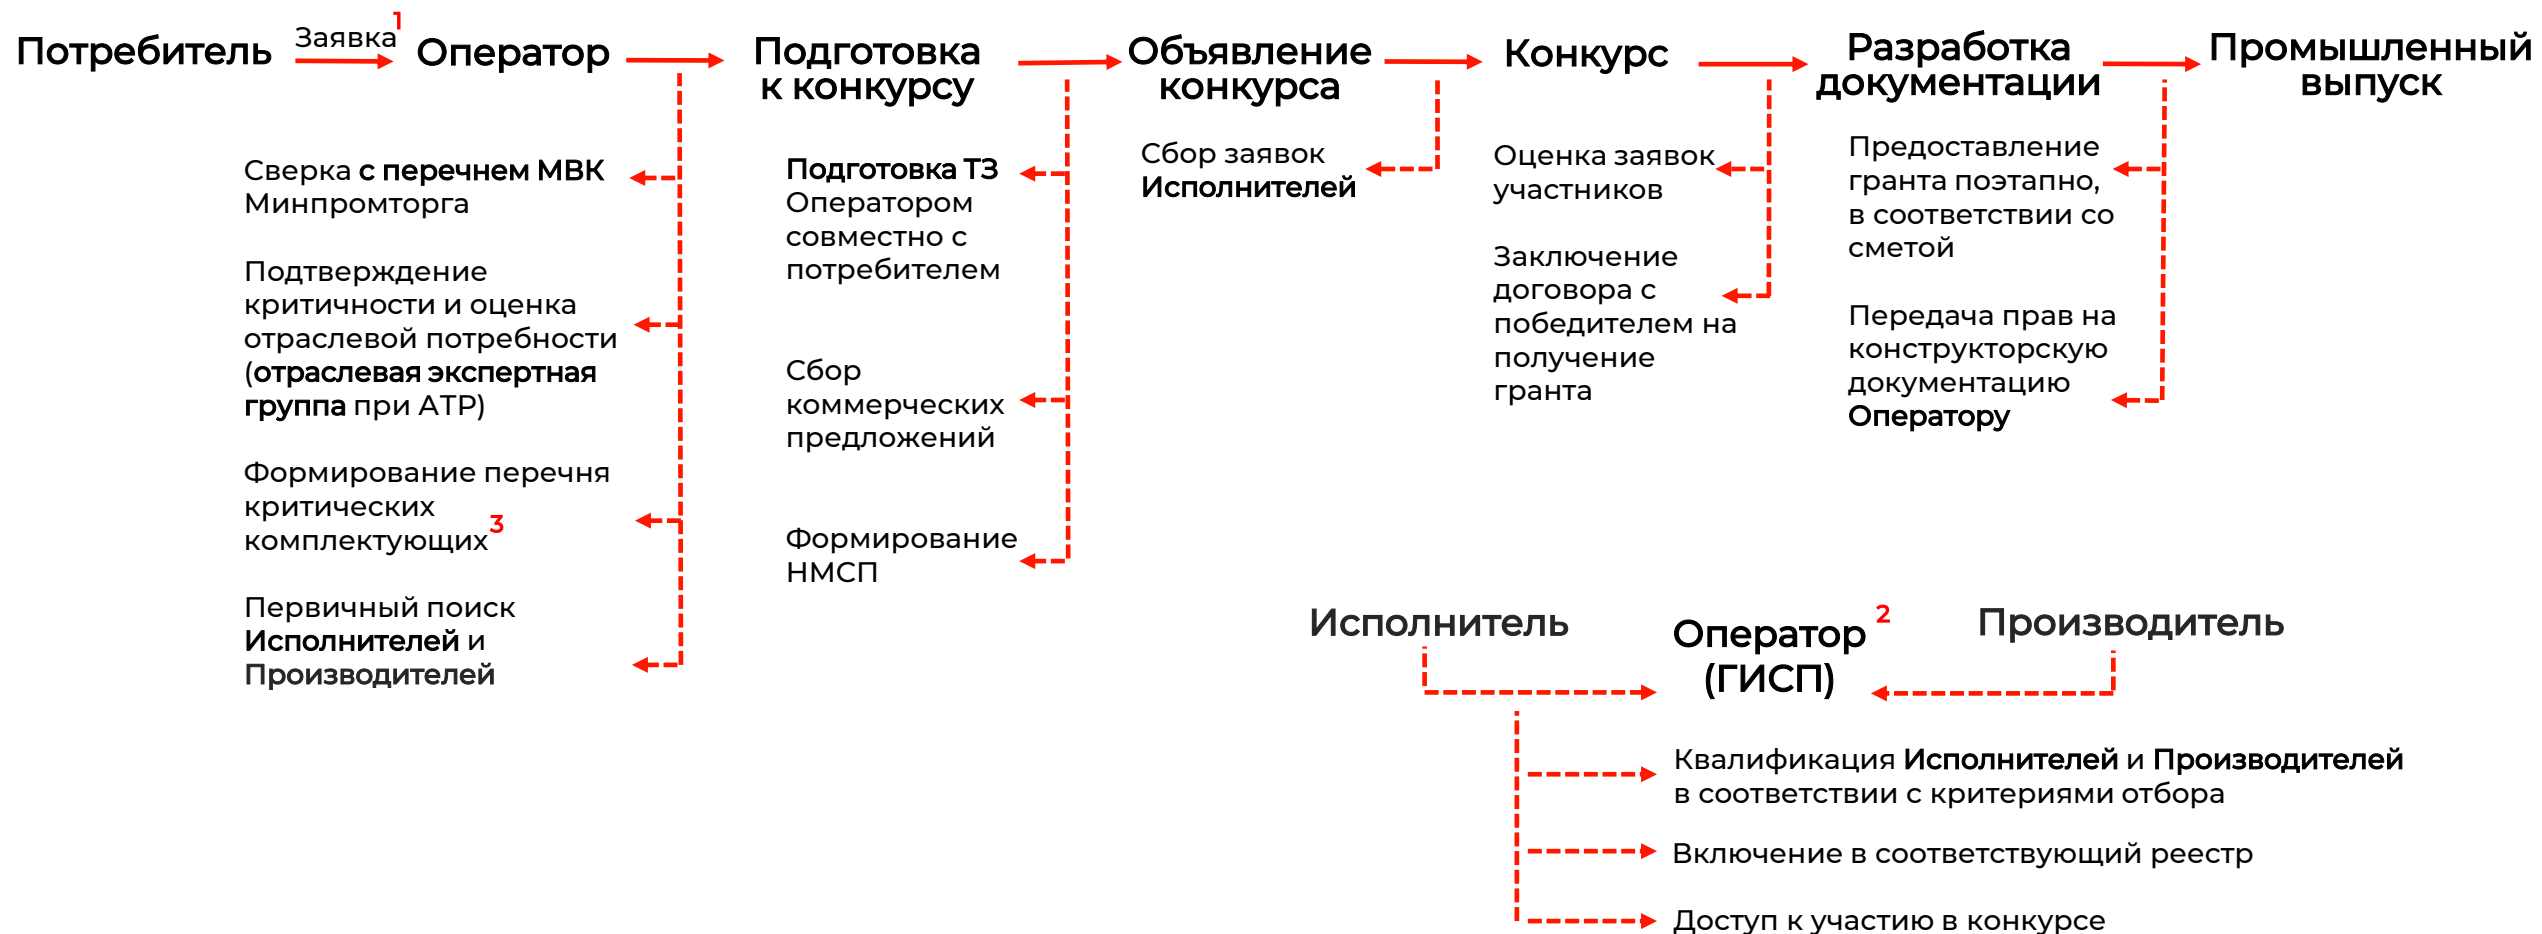 Потребитель
Заявка1
Оператор
Подготовка
к конкурсу
Объявление
конкурса
Конкурс
Разработка
документации
Промышленный
выпуск
Сверка с перечнем МВК
Минпромторга
Подтверждение
критичности и оценка
отраслевой потребности
(отраслевая экспертная
группа при АТР)
Формирование перечня
критических
комплектующих3
Первичный поиск
Исполнителей и
Производителей
Подготовка ТЗ
Оператором
совместно с
потребителем
Сбор
коммерческих
предложений
Формирование
НМСП
Сбор заявок
Исполнителей
Оценка заявок
участников
Заключение
договора с
победителем на
получение
гранта
Предоставление
гранта поэтапно,
в соответствии со
сметой
Передача прав на
конструкторскую
документацию
Оператору
Исполнитель
Оператор 2
(ГИСП)
Производитель
Квалификация Исполнителей и Производителей
в соответствии с критериями отбора
Включение в соответствующий реестр
Доступ к участию в конкурсе